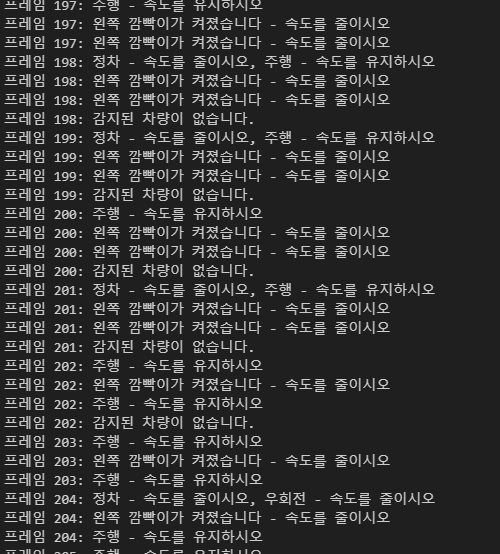 프레임 197: 주행 - 속도를 유지하시오
프레임 197: 왼쪽 깜빡이가 켜졌습니다 - 속도를 줄이시오
프레임 197: 왼쪽 깜빡이가 켜졌습니다 - 속도를 줄이시오
프레임 198: 정차 - 속도를 줄이시오, 주행 - 속도를 유지하시오
프레임 198: 왼쪽 깜빡이가 켜졌습니다 - 속도를 줄이시오
프레임 198: 왼쪽 깜빡이가 켜졌습니다 - 속도를 줄이시오
프레임 198: 감지된 차량이 없습니다.
프레임 199: 정차 - 속도를 줄이시오, 주행 - 속도를 유지하시오
프레임 199: 왼쪽 깜빡이가 켜졌습니다 - 속도를 줄이시오
프레임 199: 왼쪽 깜빡이가 켜졌습니다 - 속도를 줄이시오
프레임 199: 감지된 차량이 없습니다.
프레임 200: 주행 - 속도를 유지하시오
프레임 200: 왼쪽 깜빡이가 켜졌습니다 - 속도를 줄이시오
프레임 200: 왼쪽 깜빡이가 켜졌습니다 - 속도를 줄이시오
프레임 200: 감지된 차량이 없습니다.
프레임 201: 정차 - 속도를 줄이시오, 주행 - 속도를 유지하시오
프레임 201: 왼쪽 깜빡이가 켜졌습니다 - 속도를 줄이시오
프레임 201: 왼쪽 깜빡이가 켜졌습니다 - 속도를 줄이시오
프레임 201: 감지된 차량이 없습니다.
프레임 202: 주행 - 속도를 유지하시오
프레임 202: 왼쪽 깜빡이가 켜졌습니다 - 속도를 줄이시오
프레임 202: 주행 - 속도를 유지하시오
프레임 202: 감지된 차량이 없습니다.
프레임 203: 주행 - 속도를 유지하시오
프레임 203: 왼쪽 깜빡이가 켜졌습니다 - 속도를 줄이시오
프레임 203: 주행 - 속도를 유지하시오
프레임 204: 정차 - 속도를 줄이시오, 우회전 - 속도를 줄이시오
프레임 204: 왼쪽 깜빡이가 켜졌습니다 - 속도를 줄이시오
프레임 204: 주행 - 속도를 유지하시오